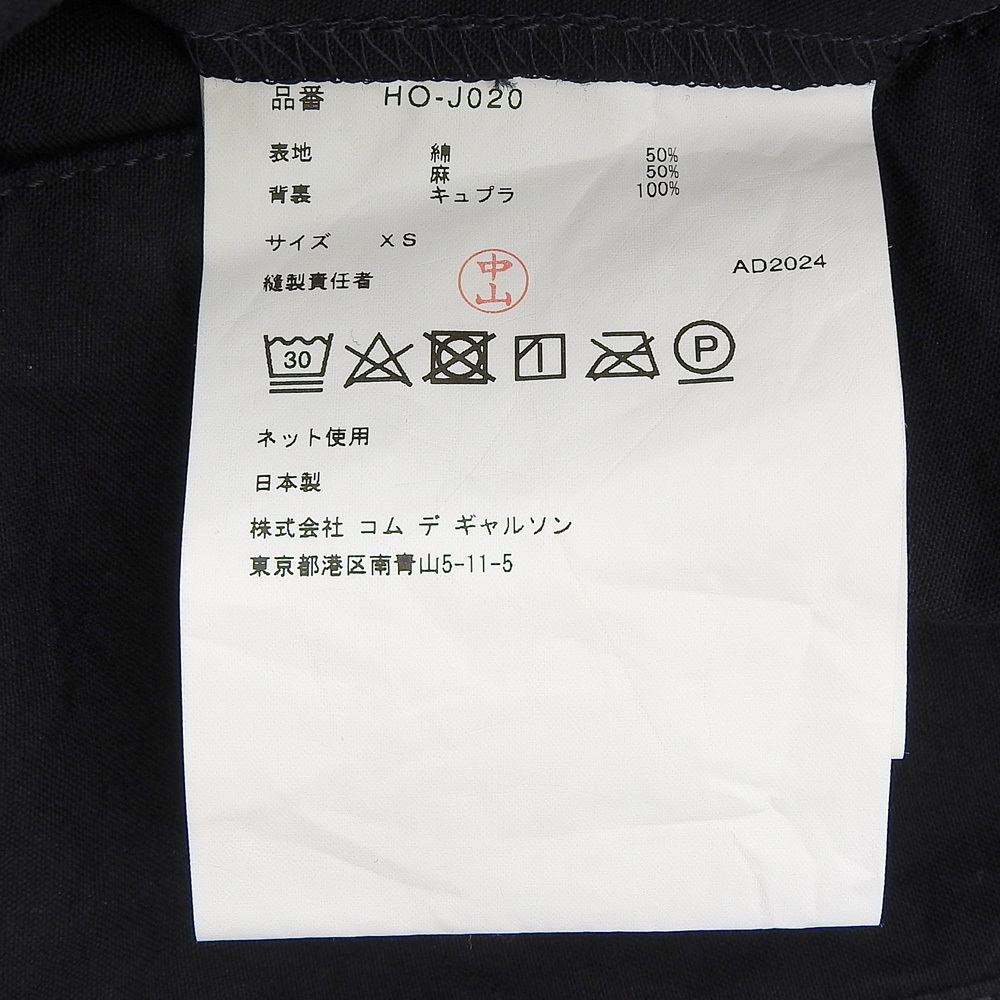 品番 HO-J020
表地 綿 50%
麻 50%
背裏 キュプラ 100%
サイズ XS
縫製責任者 中山
AD2024
30 P
ネット使用
日本製
株式会社 コム デ ギャルソン
東京都港区南青山5-11-5